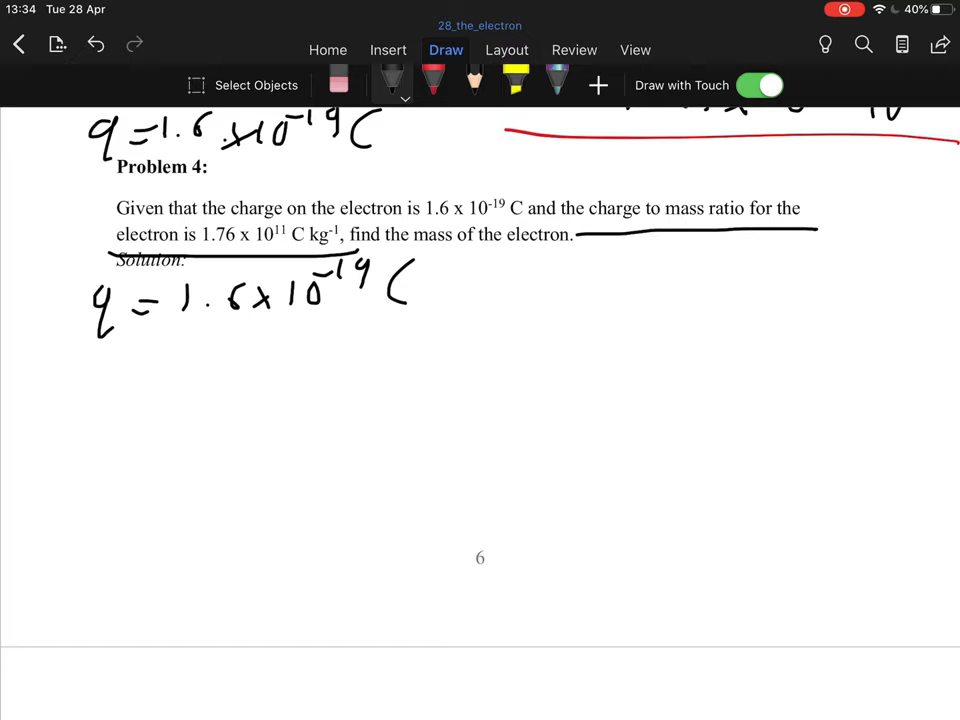 13:34 Tue 28 Apr 40%
28_the_electron
Home Insert Draw Layout Review View
Select Objects Draw with Touch
q = 1.6 × 10⁻¹⁹ C
Problem 4:
Given that the charge on the electron is 1.6 x 10⁻¹⁹ C and the charge to mass ratio for the
electron is 1.76 x 10¹¹ C kg⁻¹, find the mass of the electron.
Solution:
q = 1.6 × 10⁻¹⁹ C
6